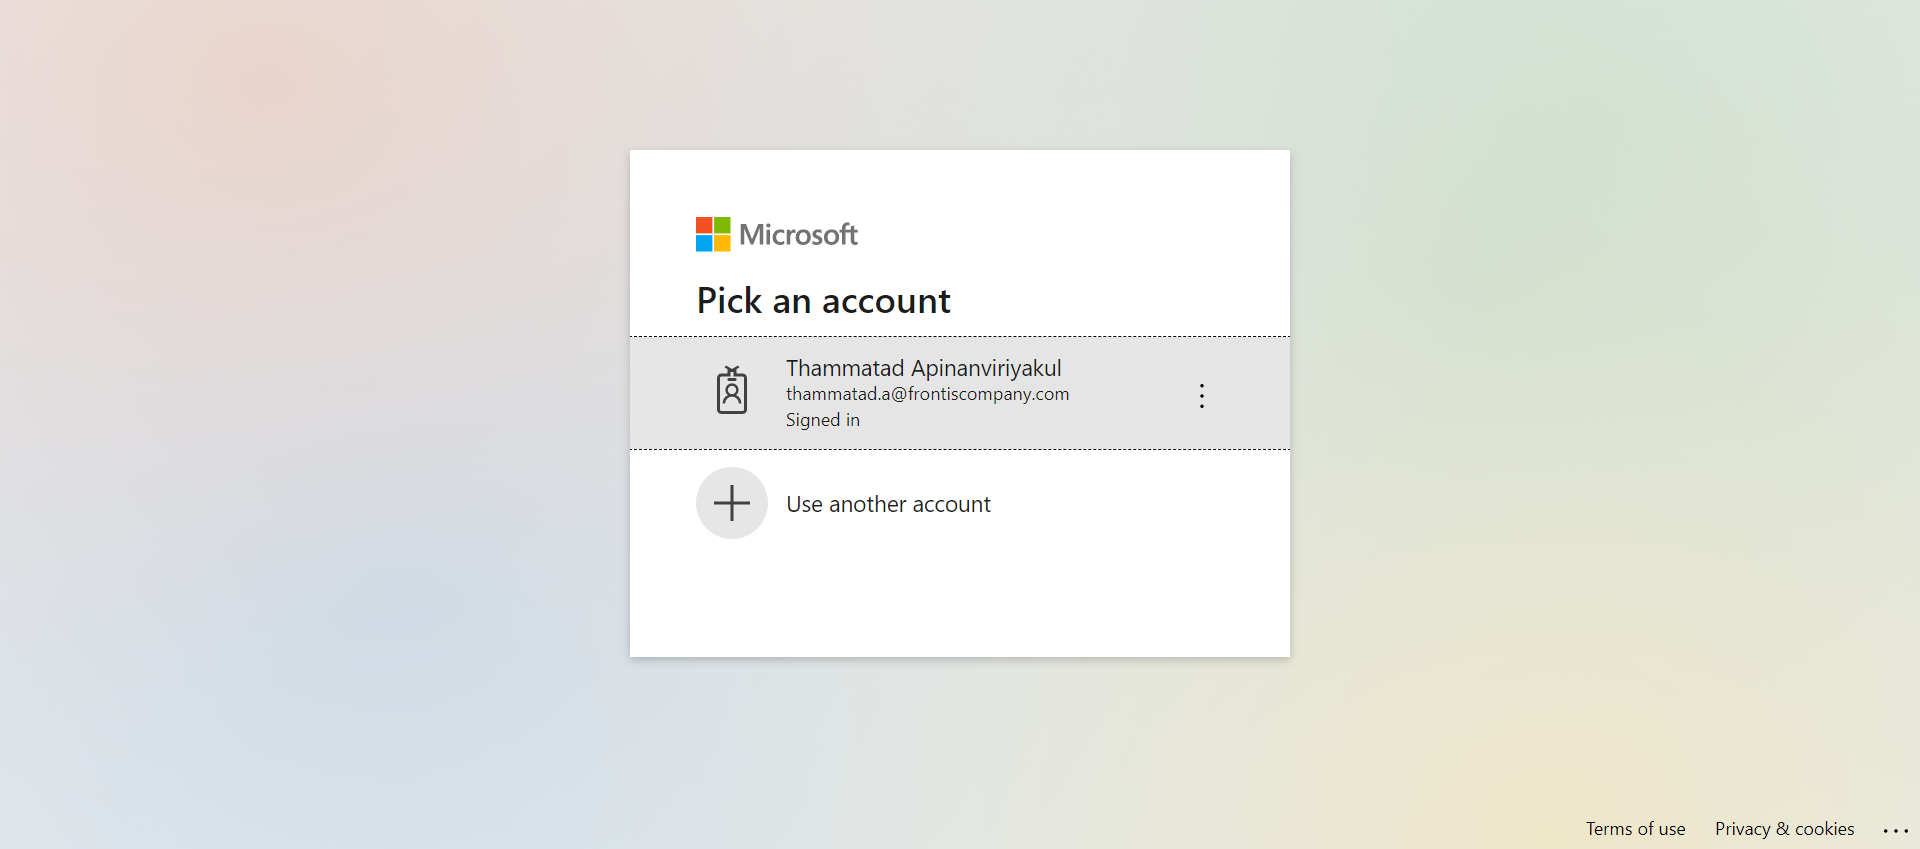 Microsoft
Pick an account
Thammatad Apinanviriyakul
thammatad.a@frontiscompany.com
Signed in
Use another account
Terms of use
Privacy & cookies
...